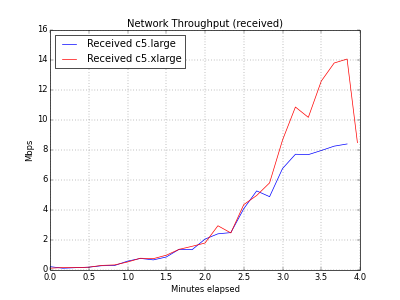 Network Throughput (received)
16
14
12
10
8
6
4
2
0
Mbps
Received c5.large
Received c5.xlarge
0.0 0.5 1.0 1.5 2.0 2.5 3.0 3.5 4.0
Minutes elapsed